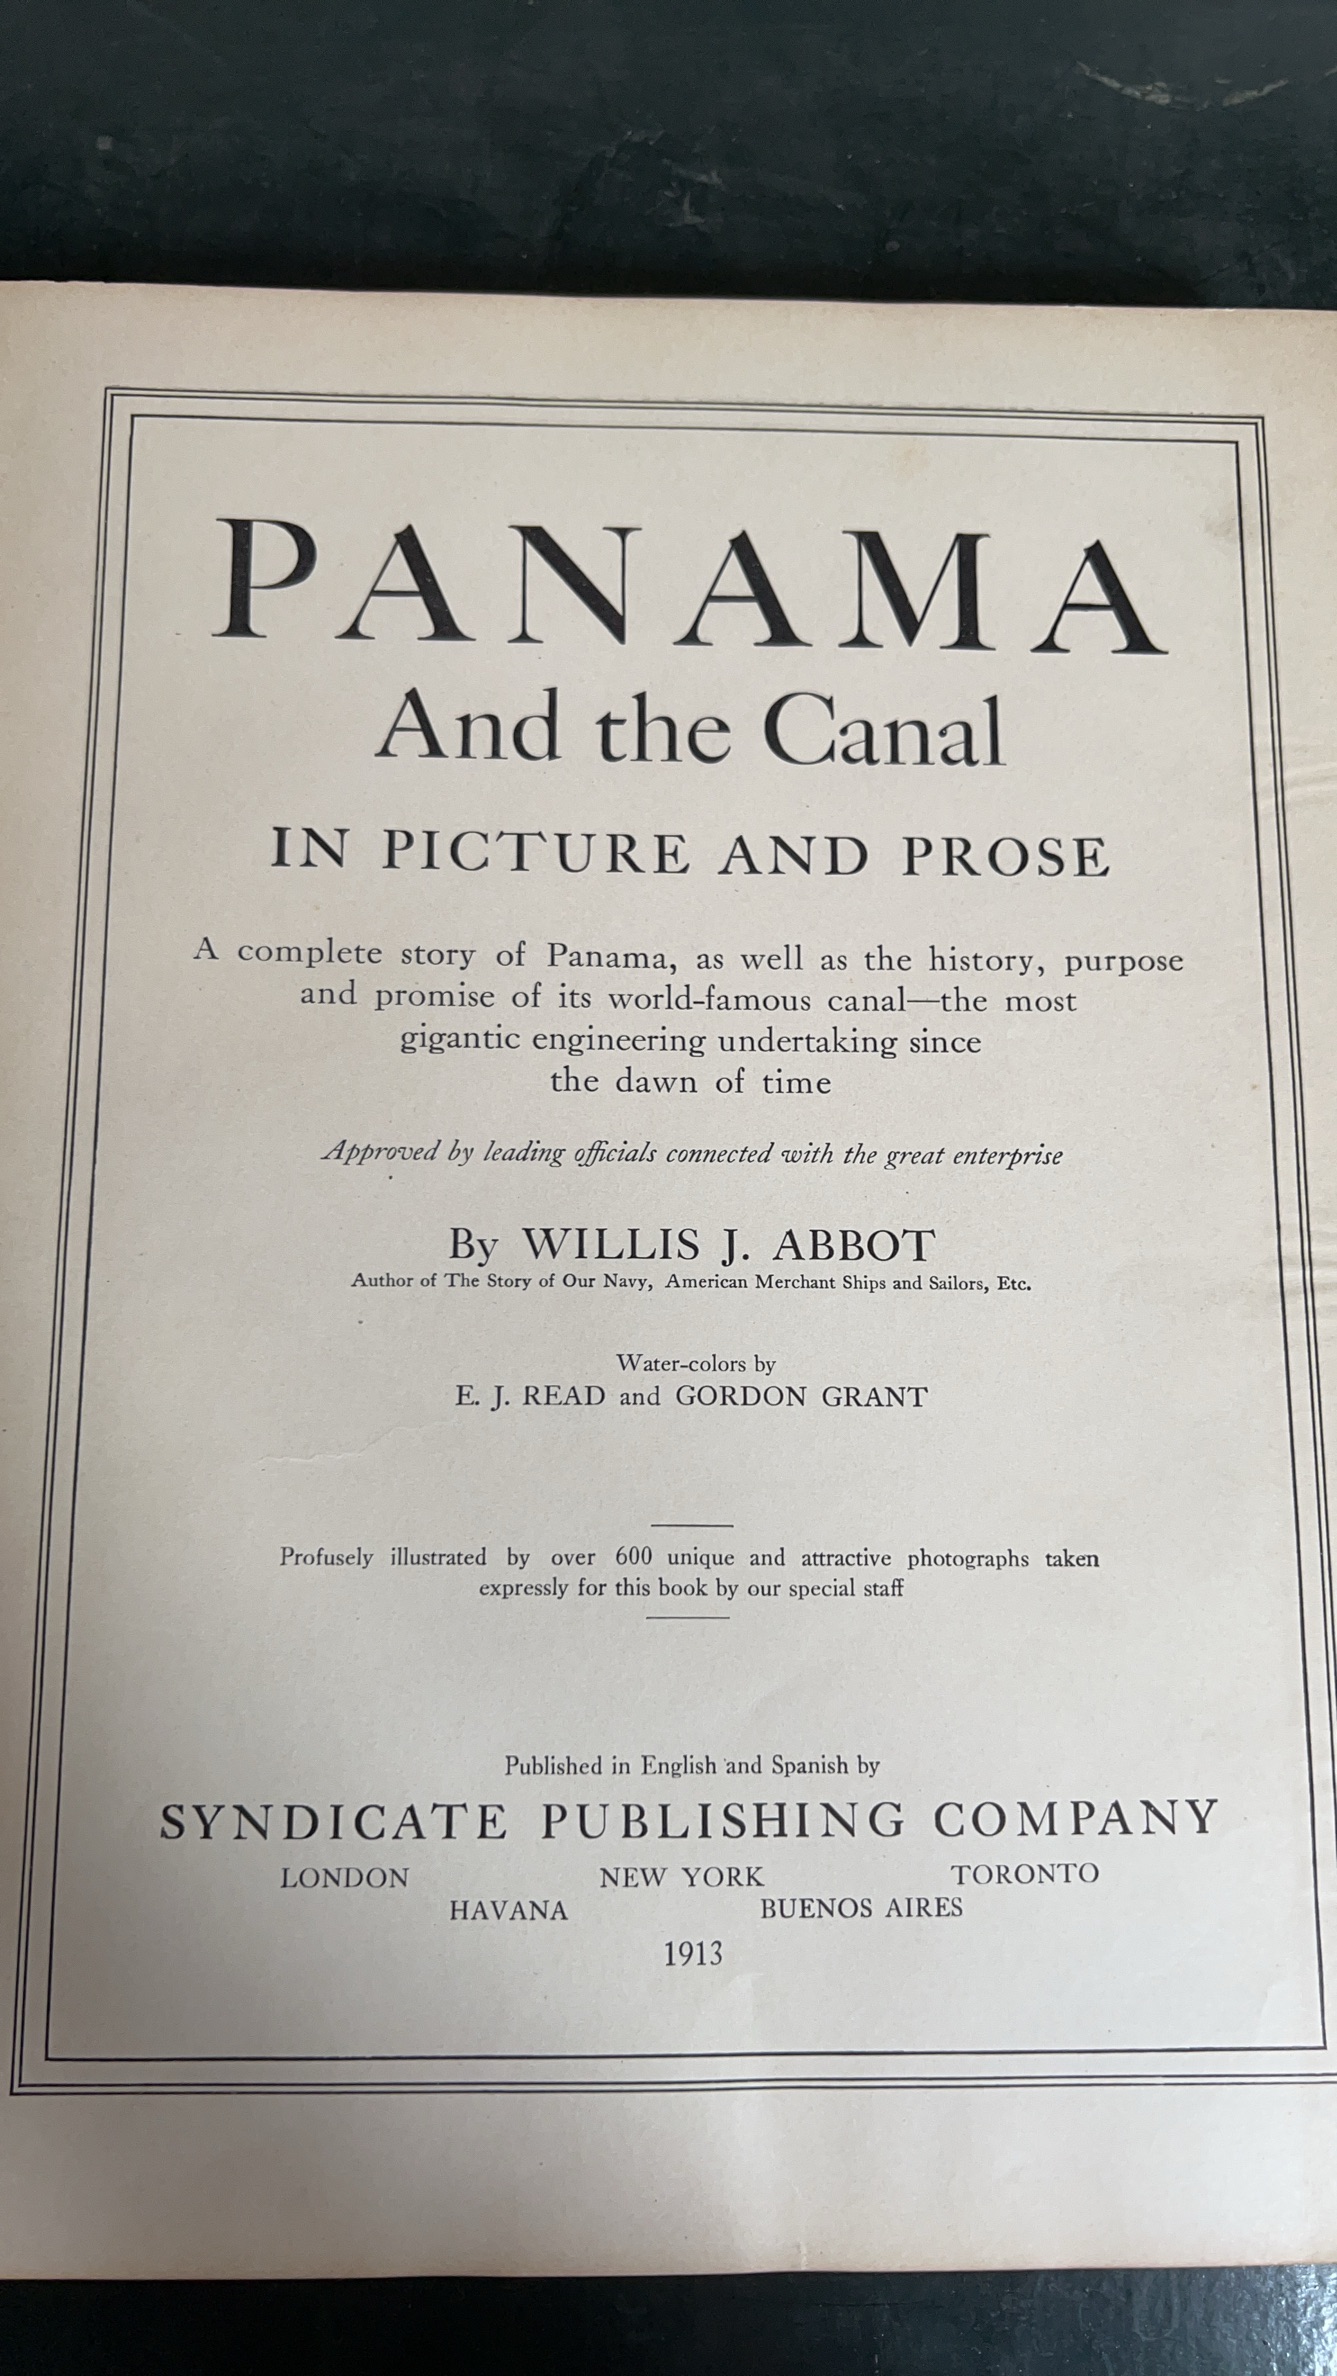 PANAMA
And the Canal
IN PICTURE AND PROSE
A complete story of Panama, as well as the history, purpose
and promise of its world-famous canal—the most
gigantic engineering undertaking since
the dawn of time
Approved by leading officials connected with the great enterprise
By WILLIS J. ABBOT
Author of The Story of Our Navy, American Merchant Ships and Sailors, Etc.
Water-colors by
E. J. READ and GORDON GRANT
Profusely illustrated by over 600 unique and attractive photographs taken
expressly for this book by our special staff
Published in English and Spanish by
SYNDICATE PUBLISHING COMPANY
LONDON NEW YORK TORONTO
HAVANA BUENOS AIRES
1913